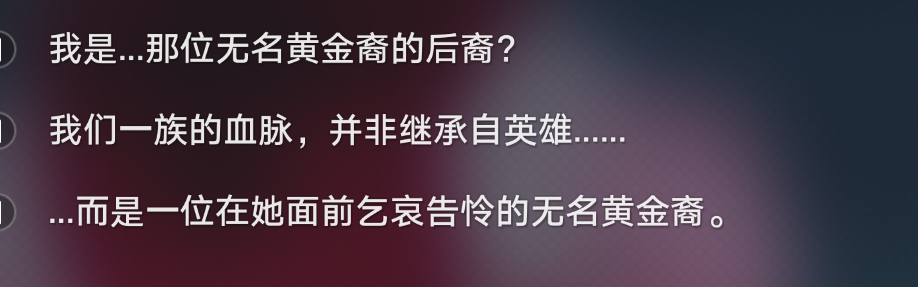 我是...那位无名黄金裔的后裔？
我们一族的血脉，并非继承自英雄......
...而是一位在她面前乞哀告怜的无名黄金裔。